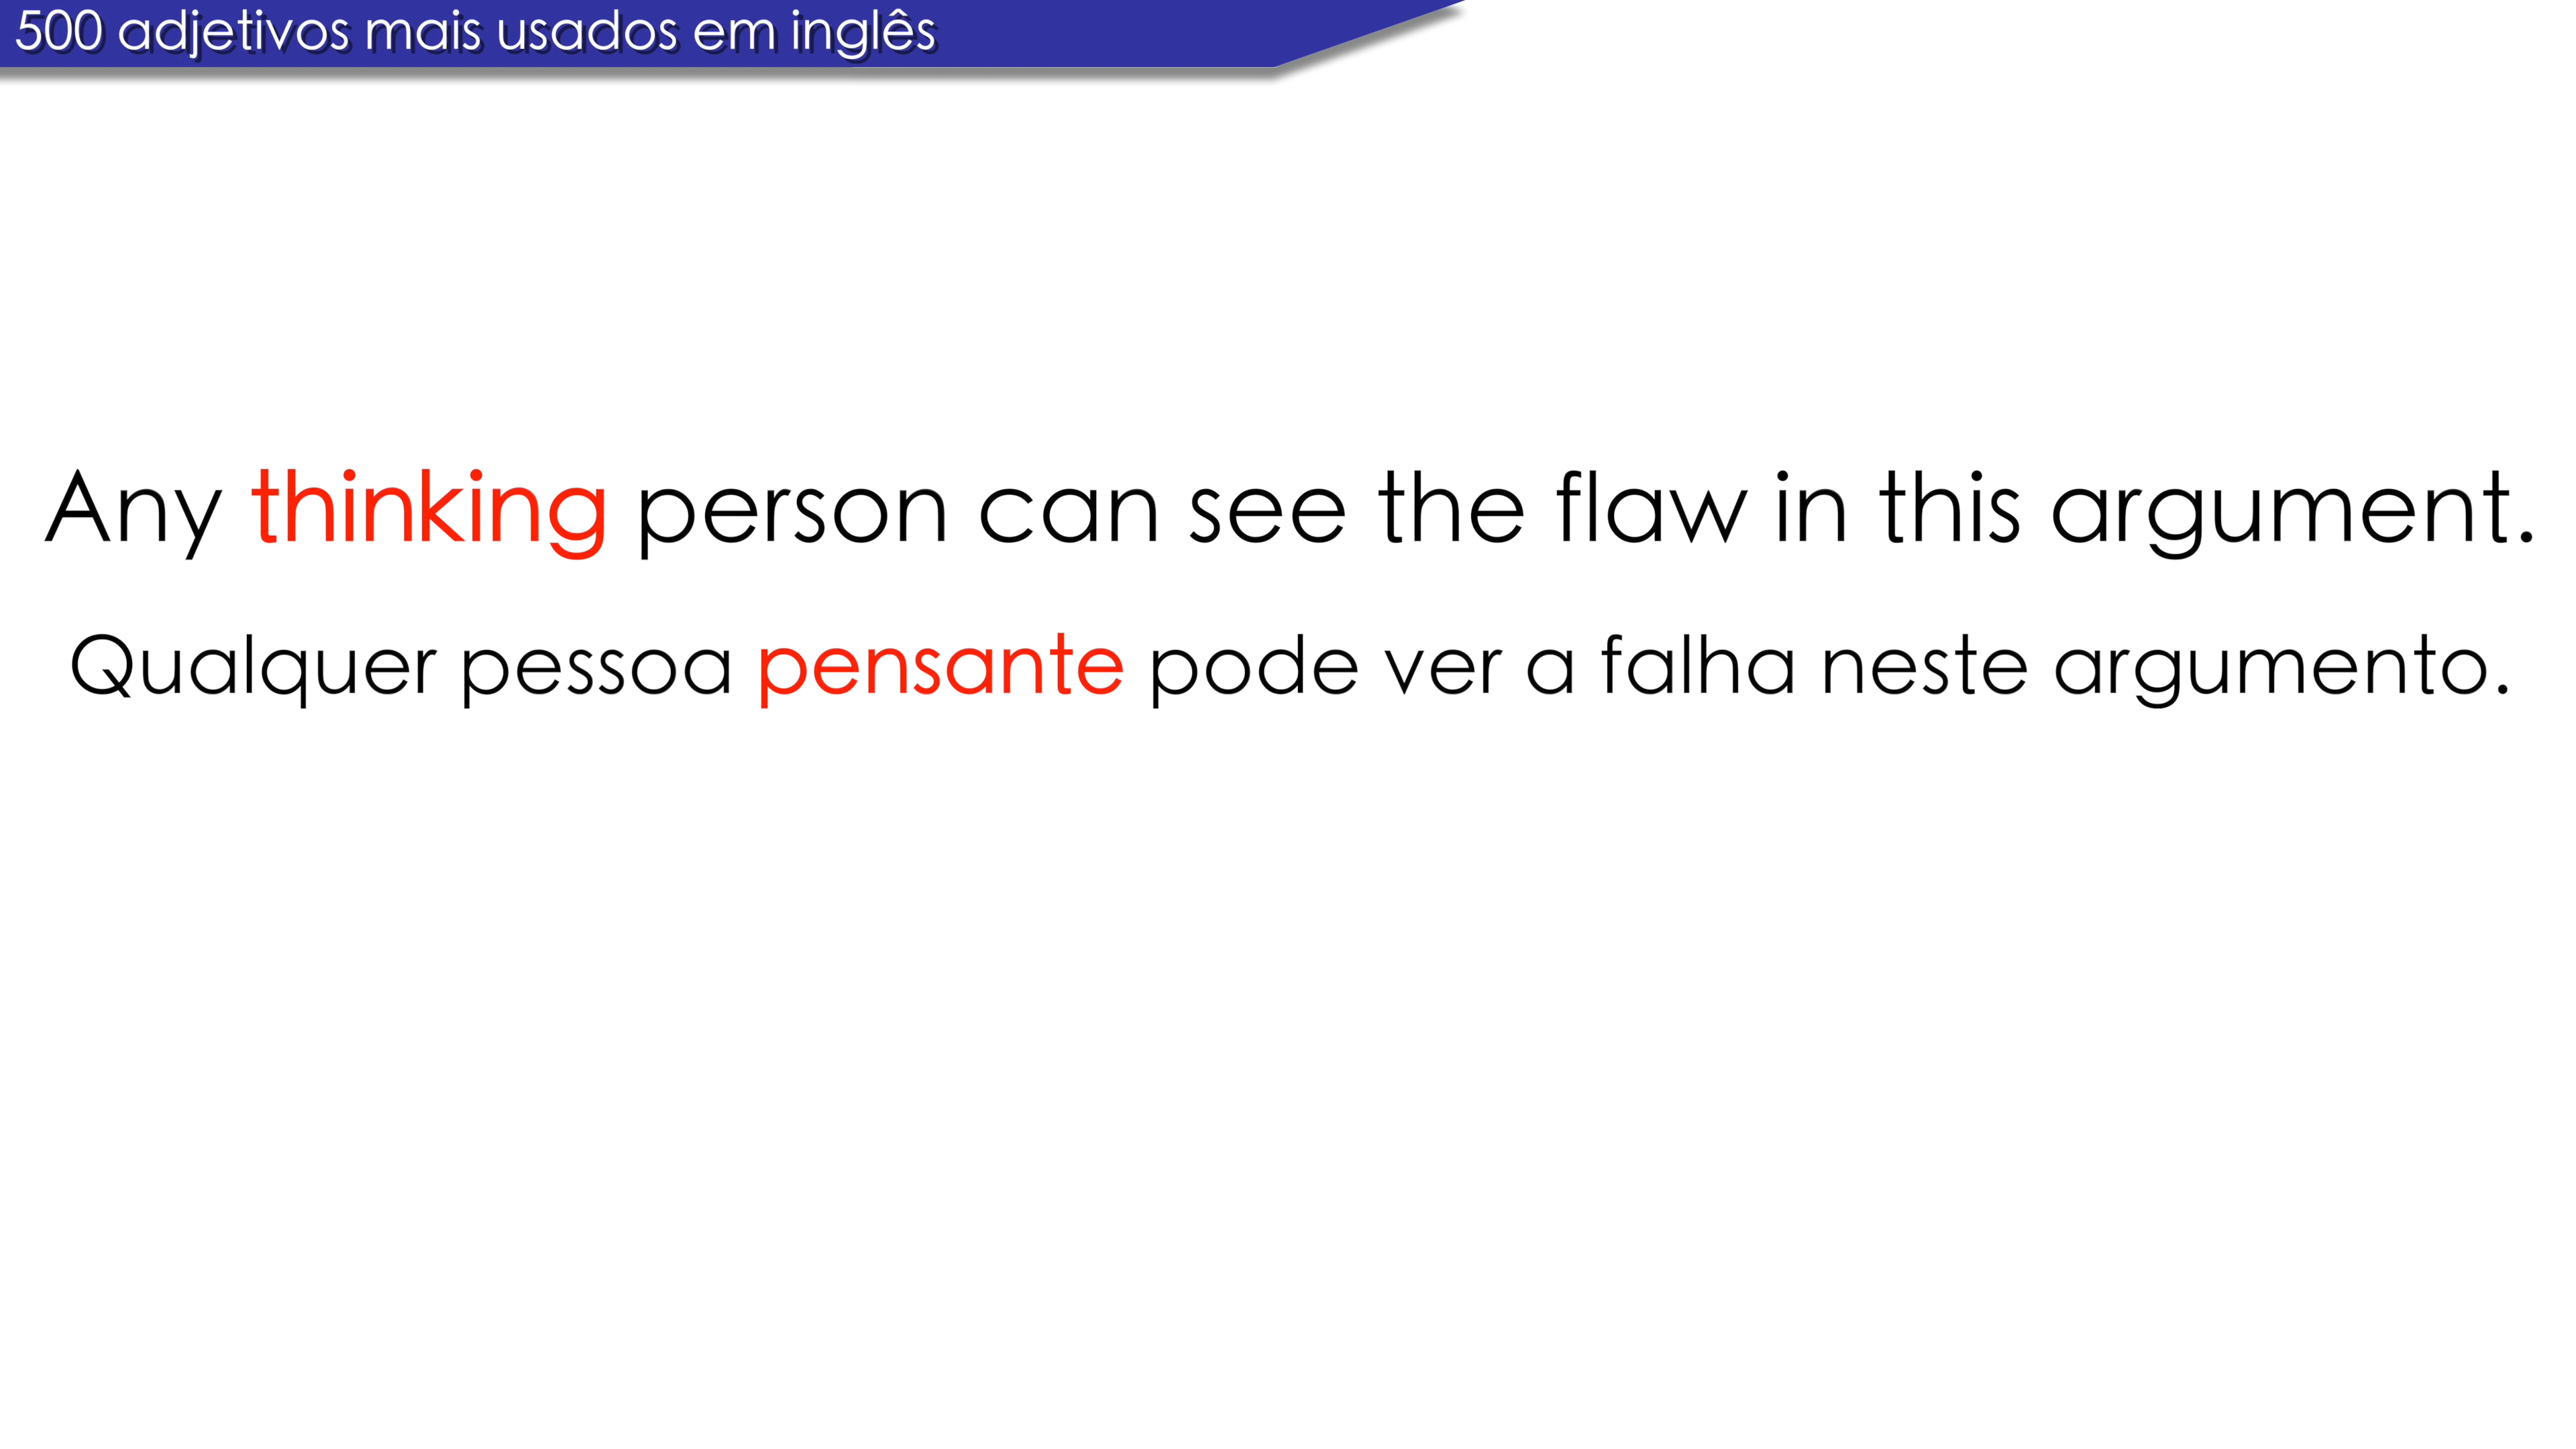 500 adjetivos mais usados em inglês
Any thinking person can see the flaw in this argument.
Qualquer pessoa pensante pode ver a falha neste argumento.